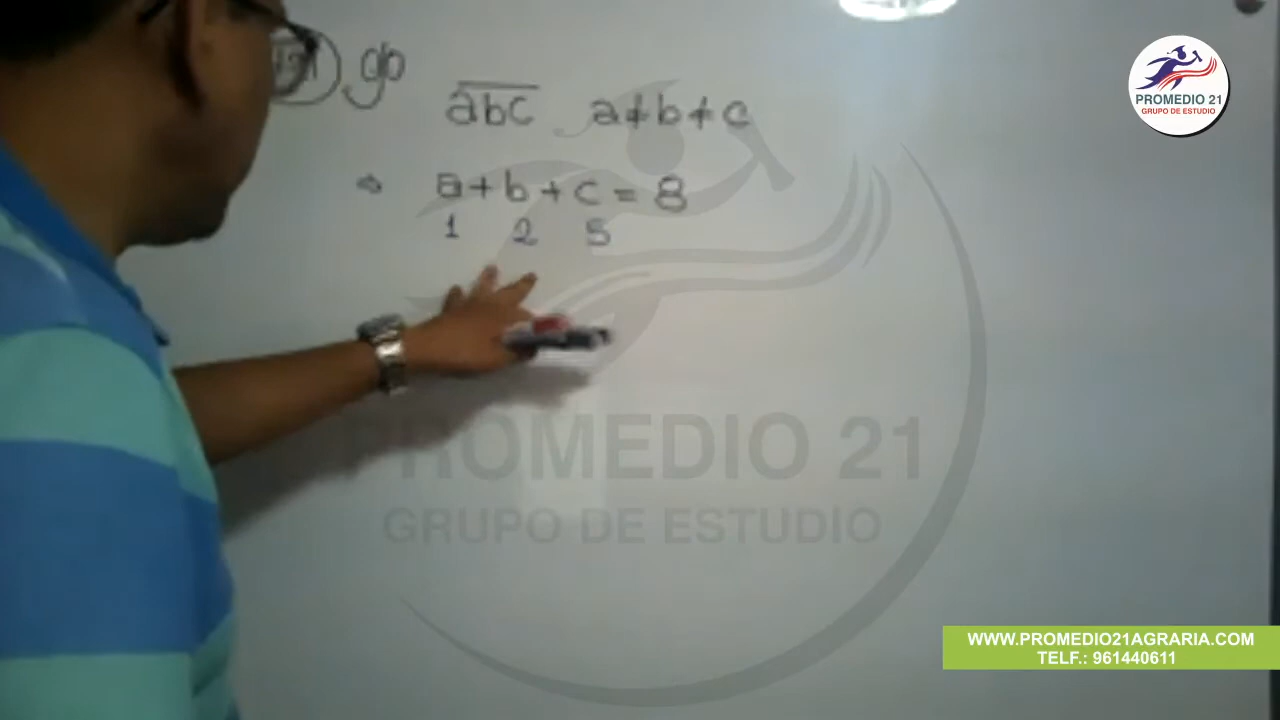 abc a+b+c
⇒ a+b+c=8
1 2 5
PROMEDIO 21
GRUPO DE ESTUDIO
PROMEDIO 21
GRUPO DE ESTUDIO
WWW.PROMEDIO21AGRARIA.COM
TELF.: 961440611